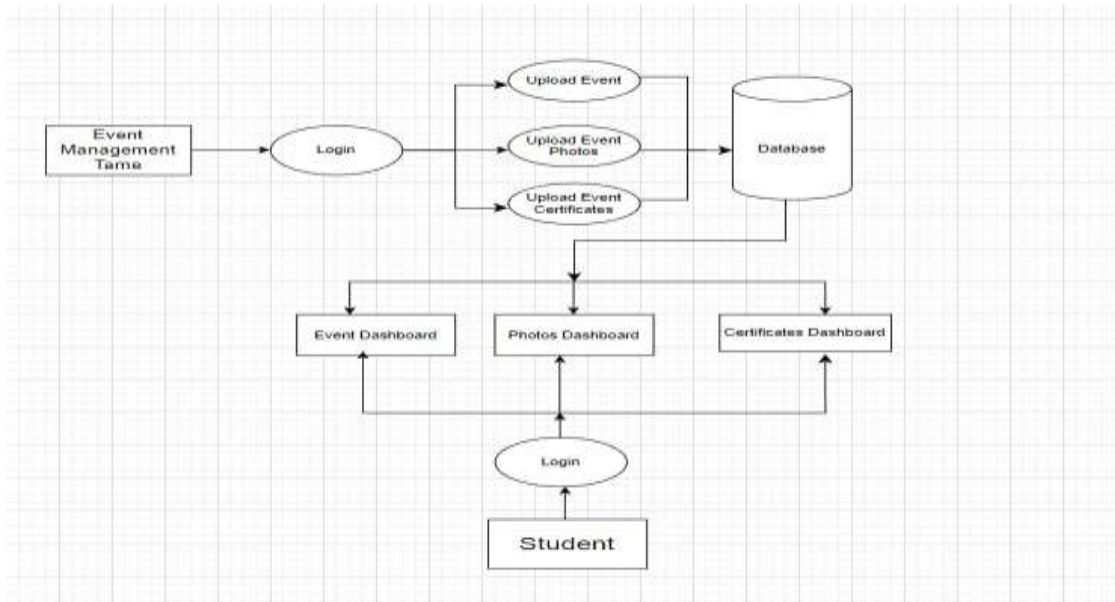 Upload Event
Event
Management
Tame
Login
Upload Event
Photos
Database
Upload Event
Certificates
Event Dashboard
Photos Dashboard
Certificates Dashboard
Login
Student